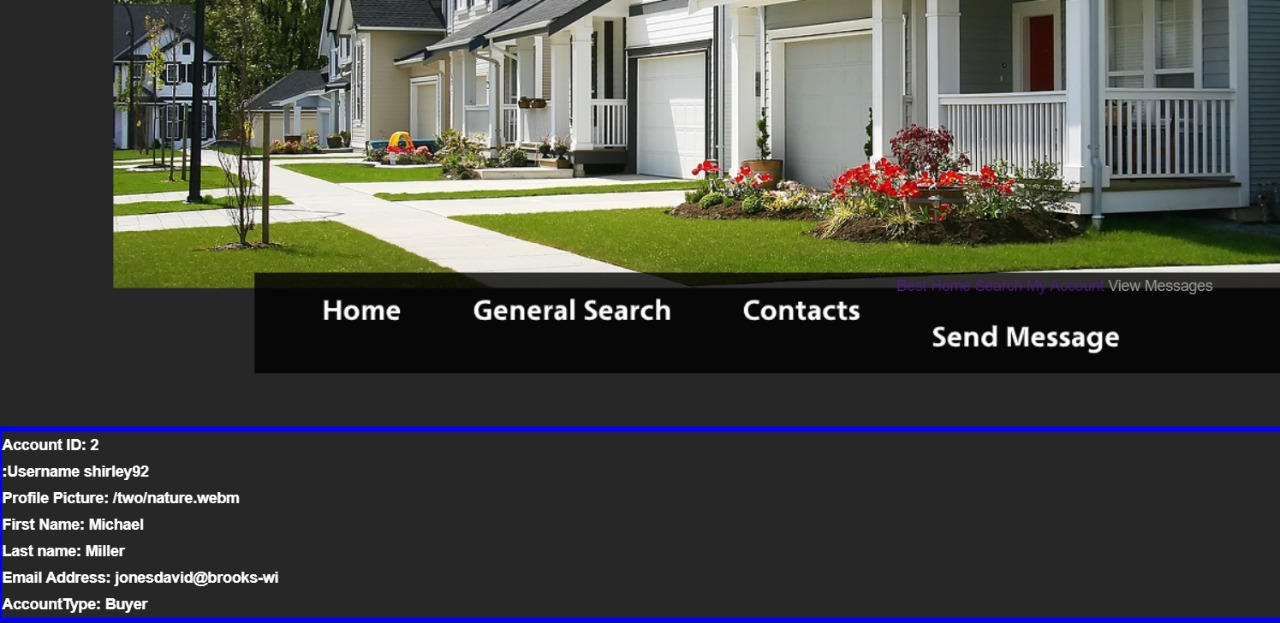 Best Home Search My Account View Messages
Home General Search Contacts
Send Message
Account ID: 2
:Username shirley92
Profile Picture: /two/nature.webm
First Name: Michael
Last name: Miller
Email Address: jonesdavid@brooks-wi
AccountType: Buyer